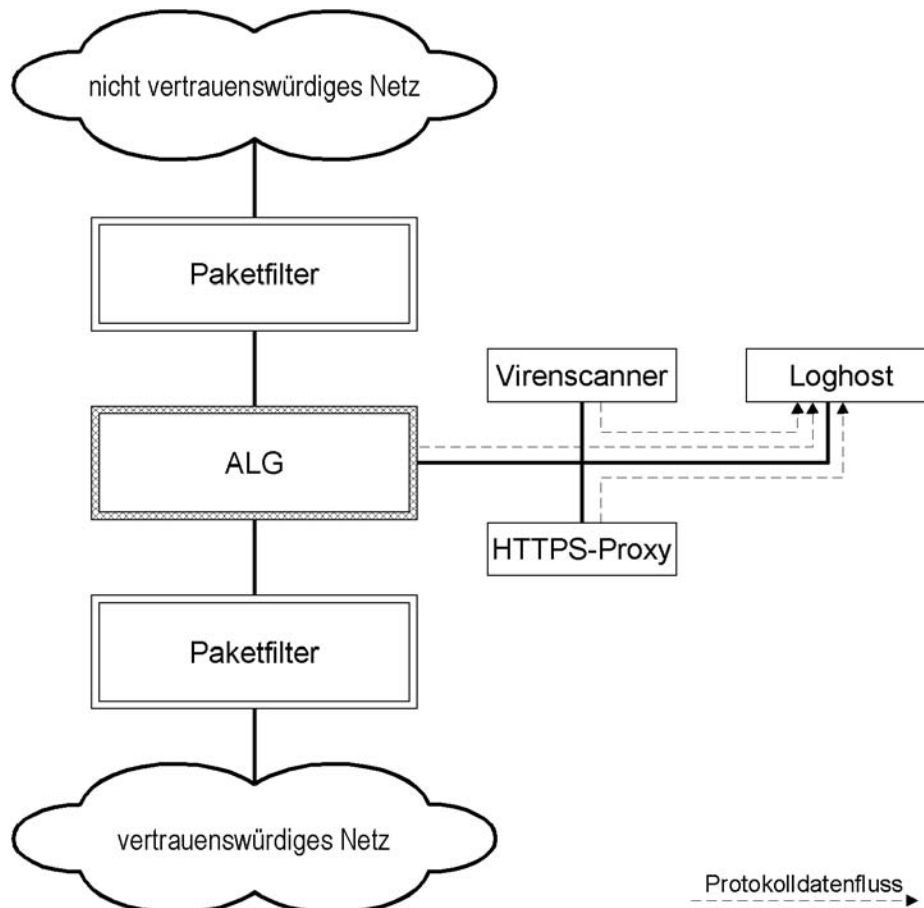 nicht vertrauenswürdiges Netz
Paketfilter
Virenscanner
Loghost
ALG
HTTPS-Proxy
Paketfilter
vertrauenswürdiges Netz
Protokolldatenfluss